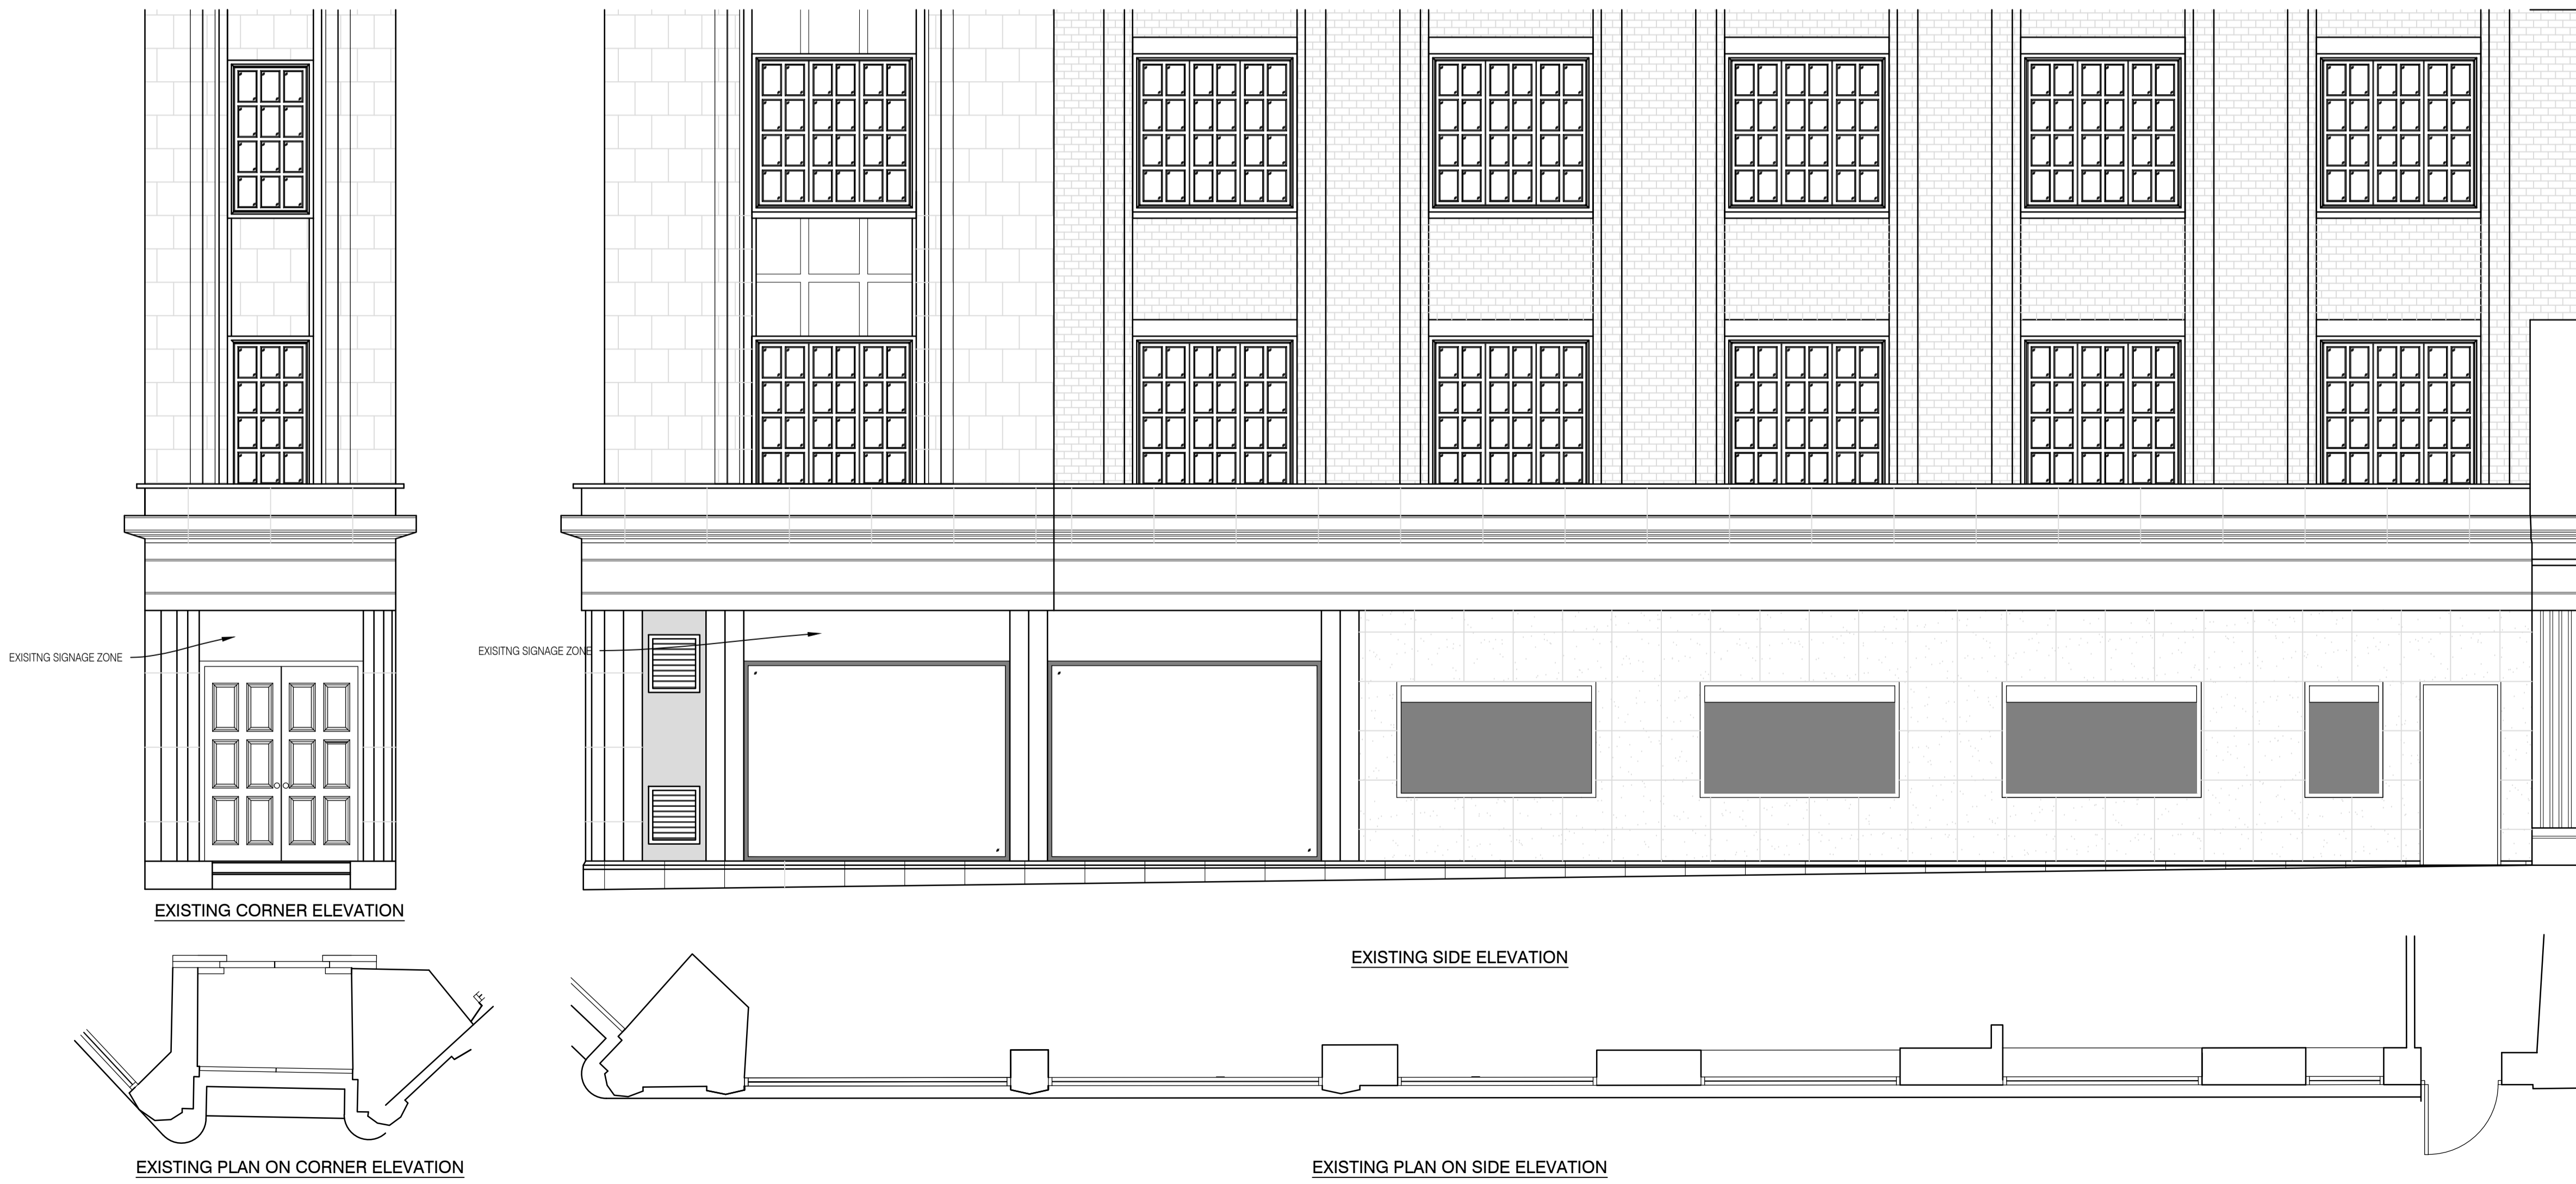 EXISITNG SIGNAGE ZONE
EXISITNG SIGNAGE ZONE
EXISTING CORNER ELEVATION
EXISTING SIDE ELEVATION
EXISTING PLAN ON CORNER ELEVATION
EXISTING PLAN ON SIDE ELEVATION